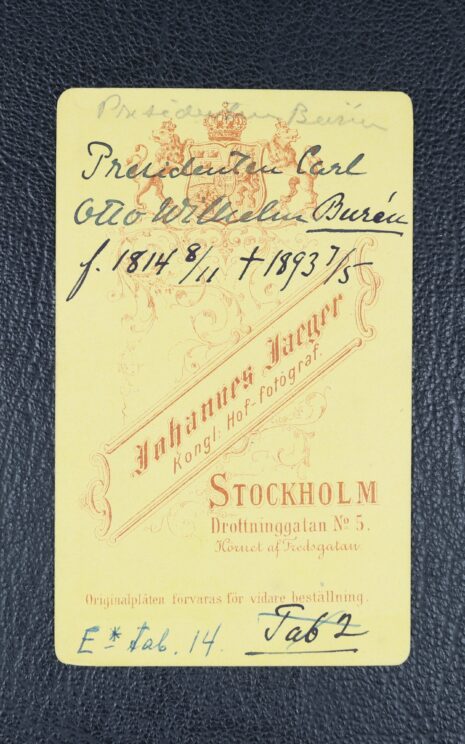 Presidenten Burén
Presidenten Carl
Otto Wilhelm Burén
f. 1814 8/11 † 1893 7/5
Johannes Jaeger
Kongl: Hof-fotograf.
STOCKHOLM
Drottninggatan No 5.
Hörnet af Fredsgatan
Originalplåten forvaras för vidare beställning.
E* tab. 14. Tab 2